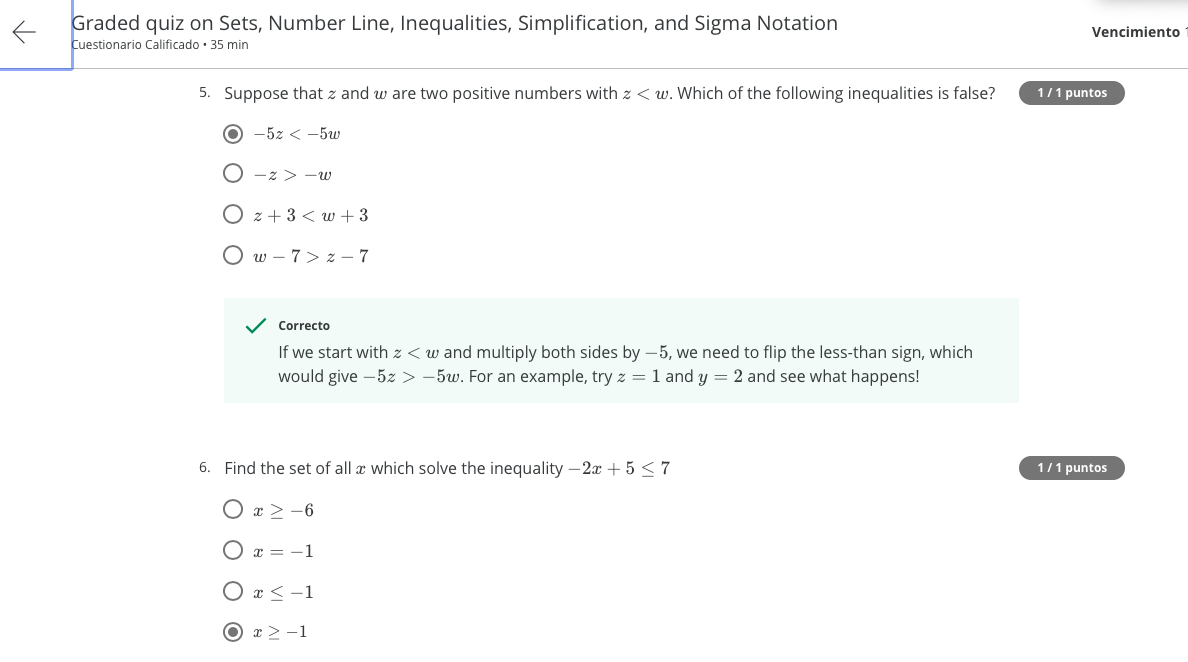 Graded quiz on Sets, Number Line, Inequalities, Simplification, and Sigma Notation
Cuestionario Calificado • 35 min
Vencimiento
5. Suppose that z and w are two positive numbers with z < w. Which of the following inequalities is false?
1 / 1 puntos
−5z < −5w
−z > −w
z + 3 < w + 3
w − 7 > z − 7
Correcto
If we start with z < w and multiply both sides by −5, we need to flip the less-than sign, which
would give −5z > −5w. For an example, try z = 1 and y = 2 and see what happens!
6. Find the set of all x which solve the inequality −2x + 5 ≤ 7
1 / 1 puntos
x ≥ −6
x = −1
x ≤ −1
x ≥ −1